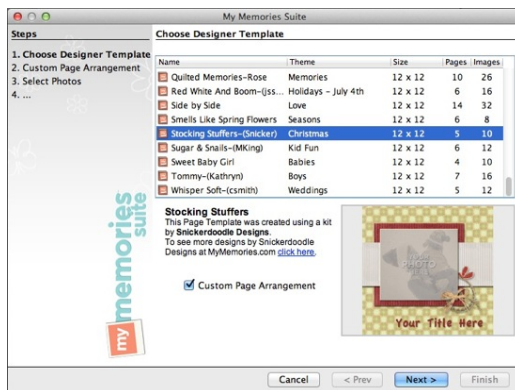 My Memories Suite
Steps
1. Choose Designer Template
2. Custom Page Arrangement
3. Select Photos
4. ...
my memories suite
Choose Designer Template
Name Theme Size Pages Images
Quilted Memories-Rose Memories 12 x 12 10 26
Red White And Boom-(jss... Holidays - July 4th 12 x 12 6 16
Side by Side Love 12 x 12 14 32
Smells Like Spring Flowers Seasons 12 x 12 6 8
Stocking Stuffers-(Snicker) Christmas 12 x 12 5 10
Sugar & Snails-(MKing) Kid Fun 12 x 12 6 12
Sweet Baby Girl Babies 12 x 12 4 10
Tommy-(Kathryn) Boys 12 x 12 7 16
Whisper Soft-(csmith) Weddings 12 x 12 5 12
Stocking Stuffers
This Page Template was created using a kit
by Snickerdoodle Designs.
To see more designs by Snickerdoodle
Designs at MyMemories.com click here.
Custom Page Arrangement
PHOTO
Your Title Here
Cancel < Prev Next > Finish